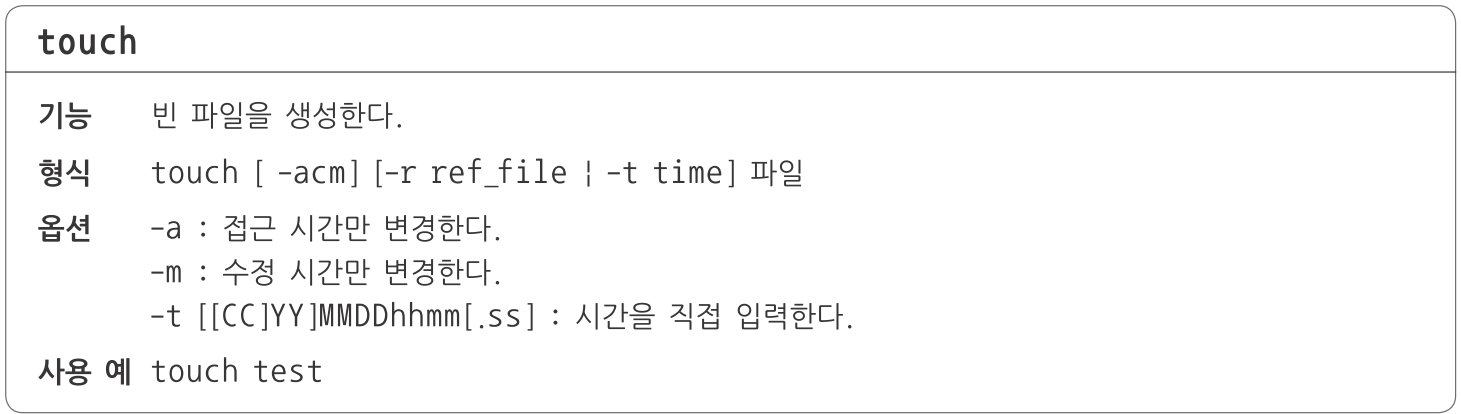 touch
기능 빈 파일을 생성한다.
형식 touch [ -acm] [-r ref_file ¦ -t time] 파일
옵션 -a : 접근 시간만 변경한다.
-m : 수정 시간만 변경한다.
-t [[CC]YY]MMDDhhmm[.ss] : 시간을 직접 입력한다.
사용 예 touch test